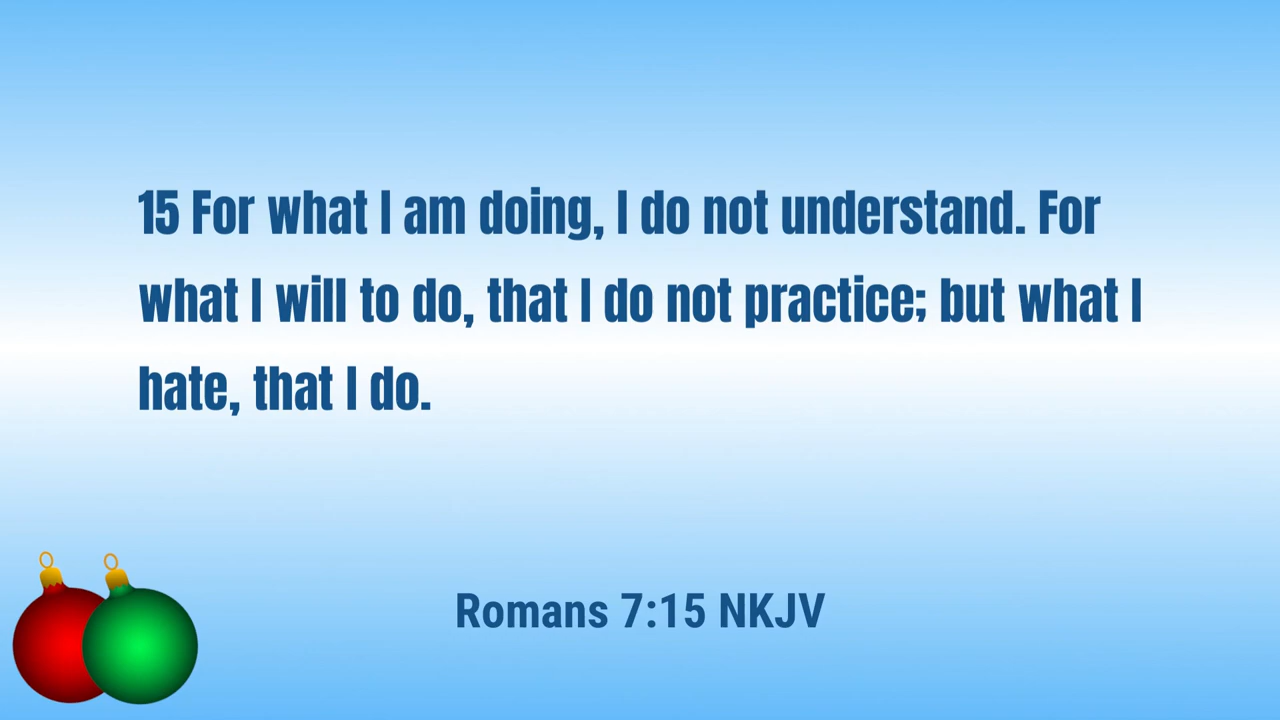 15 For what I am doing, I do not understand. For
what I will to do, that I do not practice; but what I
hate, that I do.
Romans 7:15 NKJV